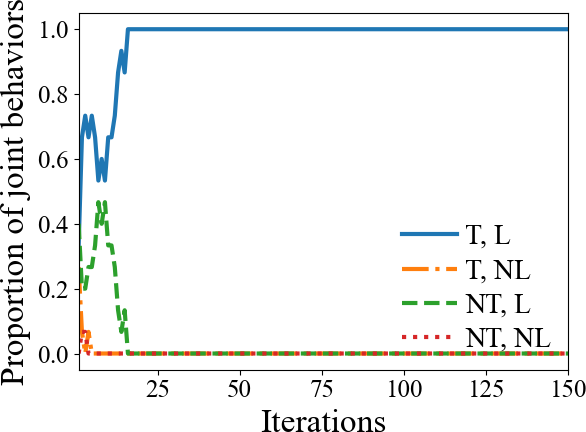 Proportion of joint behaviors
1.0
0.8
0.6
0.4
0.2
0.0
T, L
T, NL
NT, L
NT, NL
25 50 75 100 125 150
Iterations